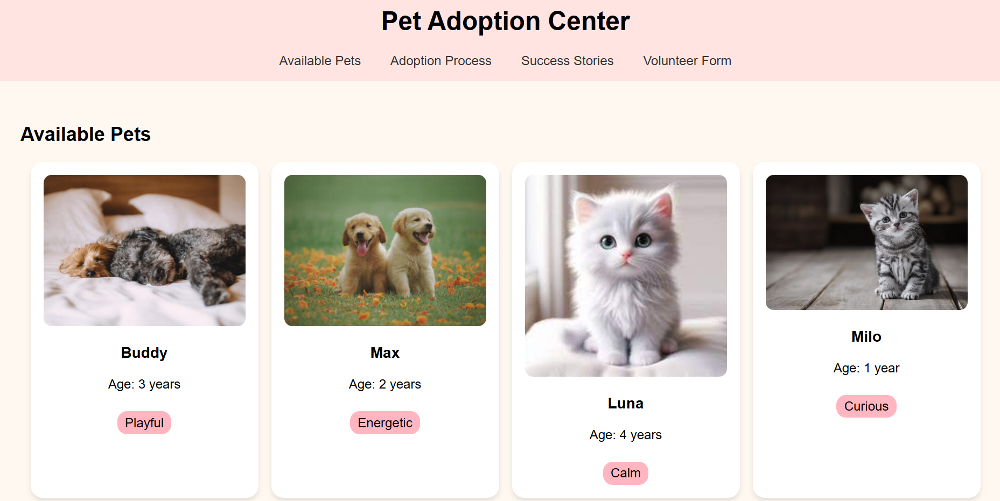 Pet Adoption Center
Available Pets Adoption Process Success Stories Volunteer Form
Available Pets
Buddy
Age: 3 years
Playful
Max
Age: 2 years
Energetic
Luna
Age: 4 years
Calm
Milo
Age: 1 year
Curious